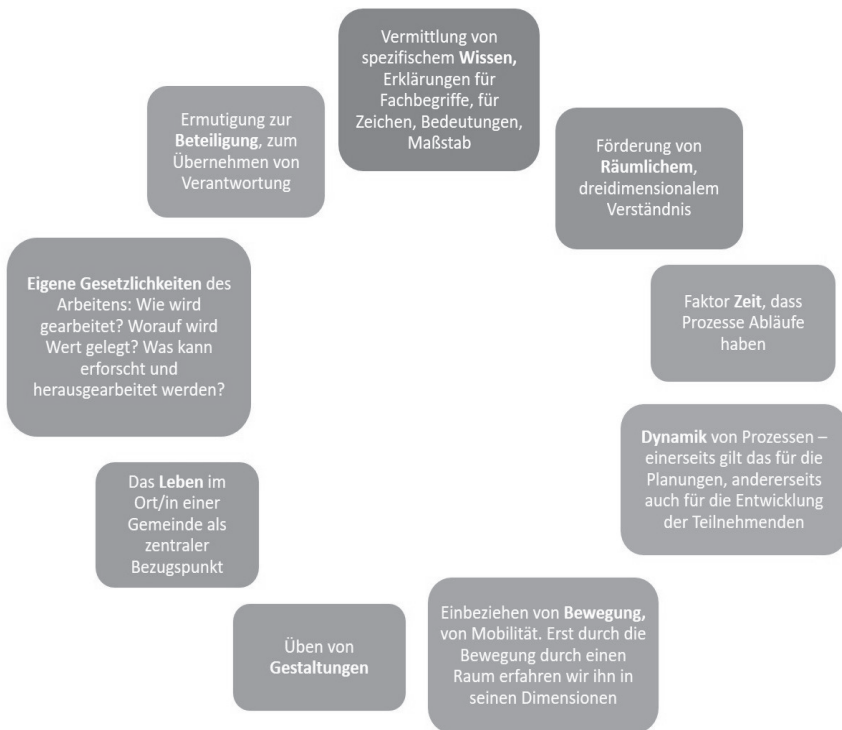 Vermittlung von
spezifischem Wissen,
Erklärungen für
Fachbegriffe, für
Zeichen, Bedeutungen,
Maßstab
Förderung von
Räumlichem,
dreidimensionalem
Verständnis
Faktor Zeit, dass
Prozesse Abläufe
haben
Dynamik von Prozessen –
einerseits gilt das für die
Planungen, andererseits
auch für die Entwicklung
der Teilnehmenden
Einbeziehen von Bewegung,
von Mobilität. Erst durch die
Bewegung durch einen
Raum erfahren wir ihn in
seinen Dimensionen
Üben von
Gestaltungen
Das Leben im
Ort/in einer
Gemeinde als
zentraler
Bezugspunkt
Eigene Gesetzlichkeiten des
Arbeitens: Wie wird
gearbeitet? Worauf wird
Wert gelegt? Was kann
erforscht und
herausgearbeitet werden?
Ermutigung zur
Beteiligung, zum
Übernehmen von
Verantwortung